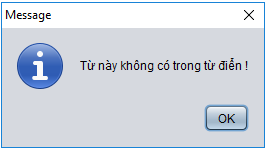 Message
Từ này không có trong từ điển !
OK